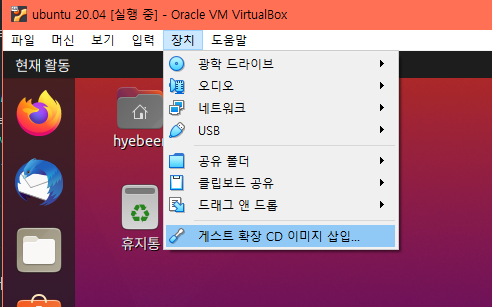 ubuntu 20.04 [실행 중] - Oracle VM VirtualBox
파일 머신 보기 입력 장치 도움말
현재 활동
광학 드라이브
오디오
네트워크
USB
공유 폴더
클립보드 공유
드래그 앤 드롭
게스트 확장 CD 이미지 삽입...
hyebeen
휴지통